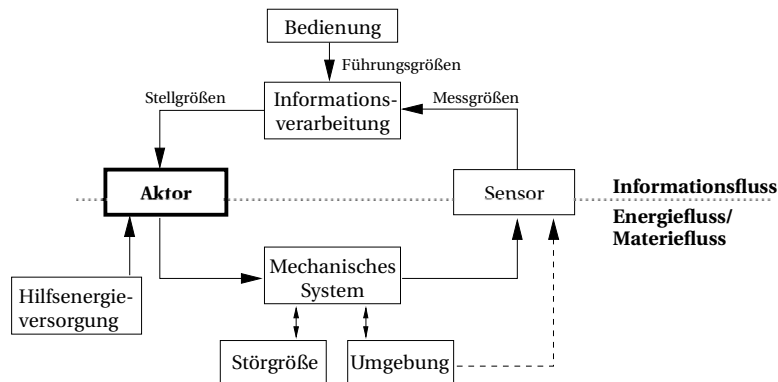 Bedienung
Führungsgrößen
Stellgrößen
Informations-
verarbeitung
Messgrößen
Aktor
Sensor
Informationsfluss
Energiefluss/
Materiefluss
Hilfsenergie-
versorgung
Mechanisches
System
Störgröße
Umgebung